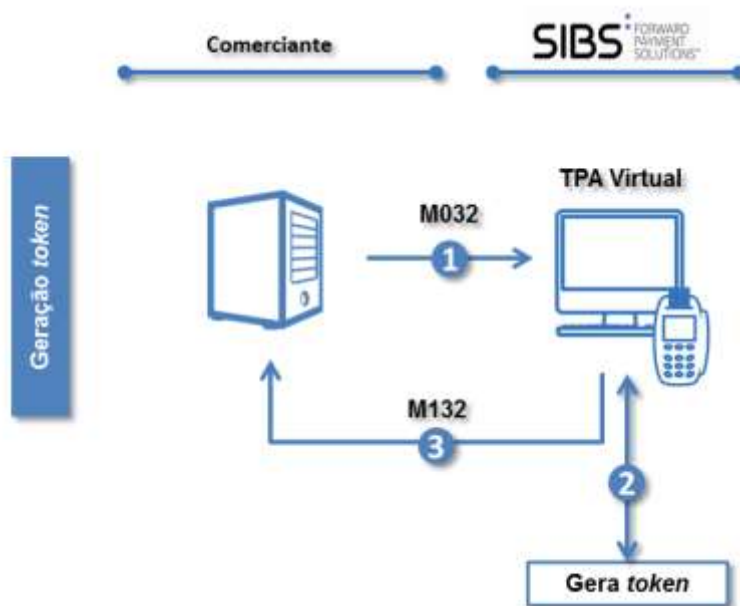 Comerciante
SIBS FORWARD
PAYMENT
SOLUTIONS
TPA Virtual
Geração token
M032
1
M132
3
2
Gera token